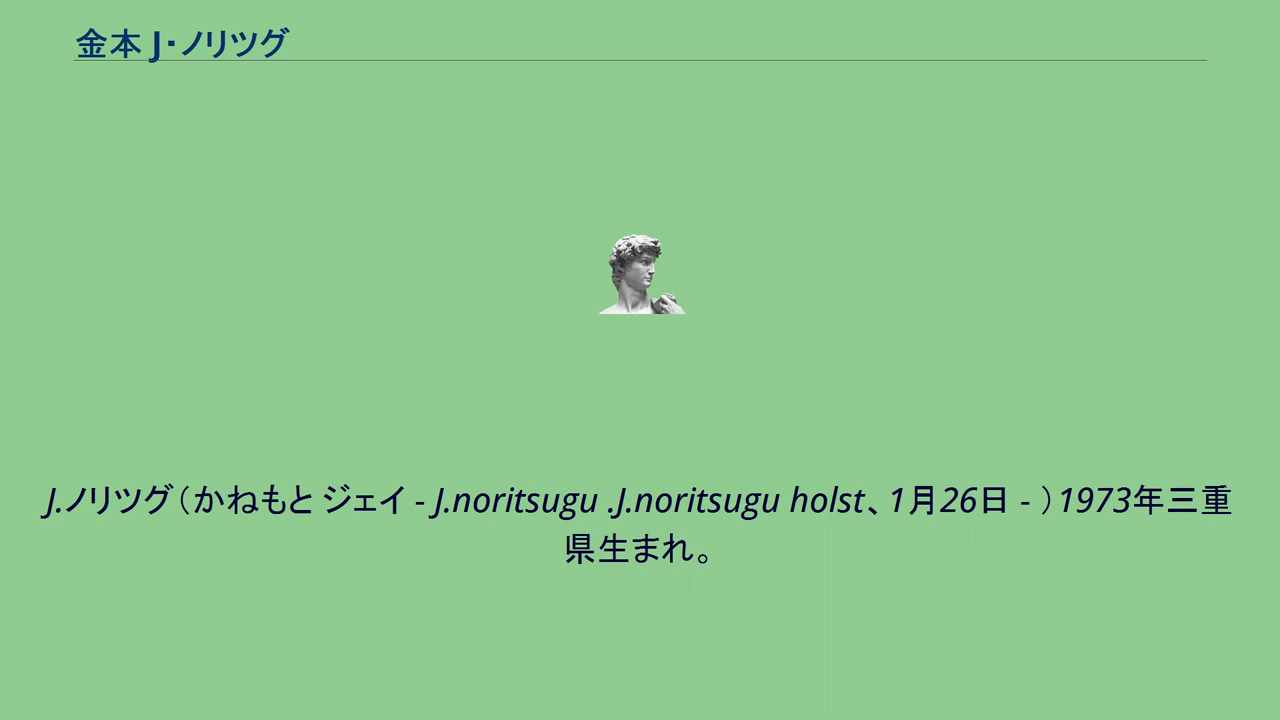 金本 J・ノリツグ
J.ノリツグ（かねもと ジェイ - J.noritsugu .J.noritsugu holst、1月26日 - ）1973年三重
県生まれ。